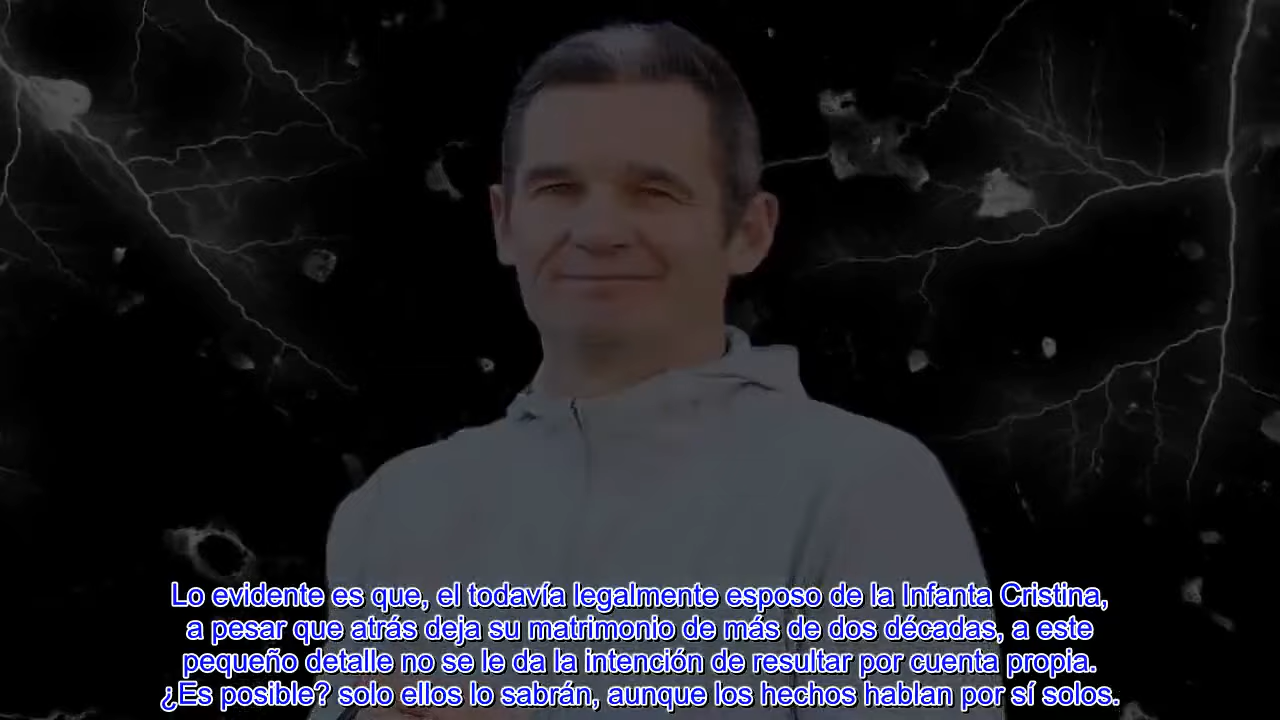 Lo evidente es que, el todavía legalmente esposo de la Infanta Cristina,
a pesar que atrás deja su matrimonio de más de dos décadas, a este
pequeño detalle no se le da la intención de resultar por cuenta propia.
¿Es posible? solo ellos lo sabrán, aunque los hechos hablan por sí solos.